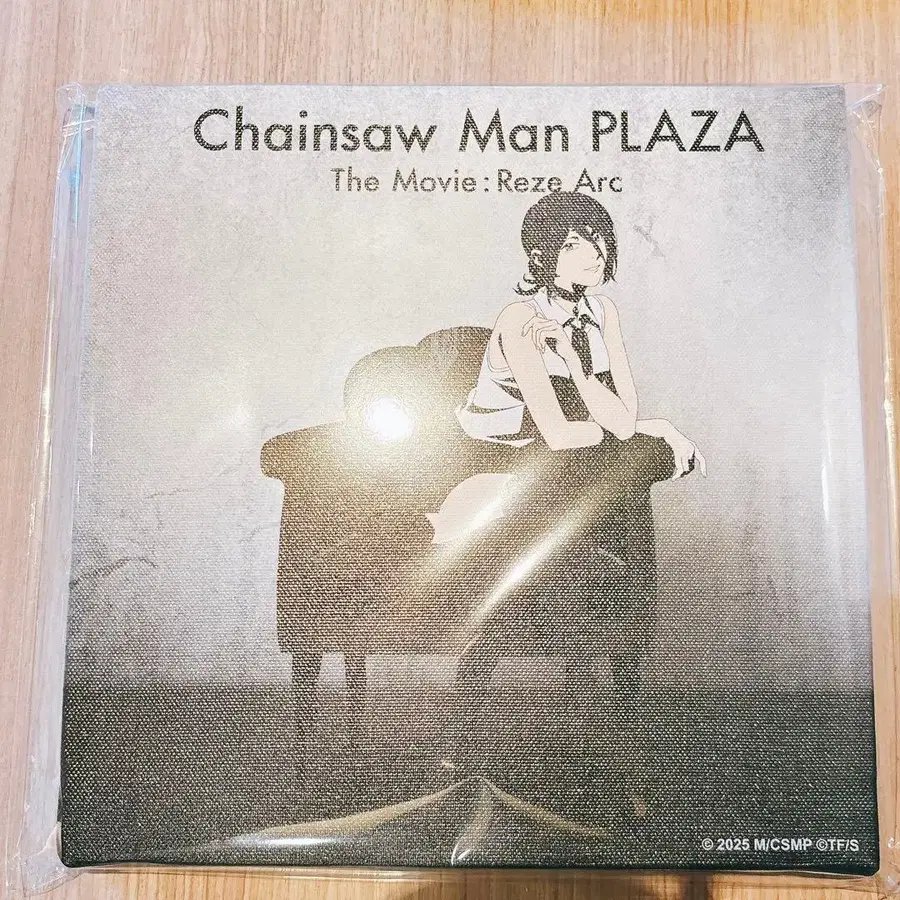 Chainsaw Man PLAZA
The Movie : Reze Arc
© 2025 M/CSMP ©TF/S